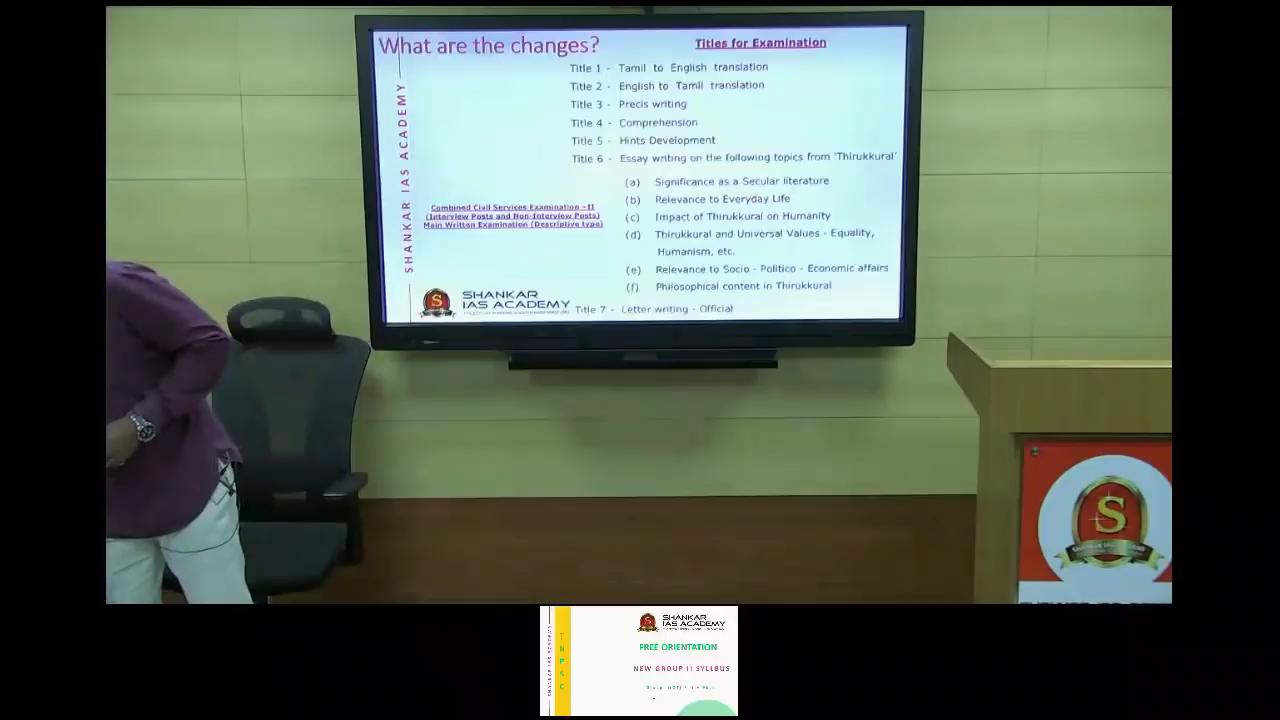 What are the changes?
Titles for Examination
SHANKAR IAS ACADEMY
Title 1 - Tamil to English translation
Title 2 - English to Tamil translation
Title 3 - Precis writing
Title 4 - Comprehension
Title 5 - Hints Development
Title 6 - Essay writing on the following topics from 'Thirukkural'
(a) Significance as a Secular literature
(b) Relevance to Everyday Life
(c) Impact of Thirukkural on Humanity
(d) Thirukkural and Universal Values - Equality,
Humanism, etc.
(e) Relevance to Socio - Politico - Economic affairs
(f) Philosophical content in Thirukkural
Title 7 - Letter writing - Official
Combined Civil Services Examination -II
(Interview Posts and Non-Interview Posts)
Main Written Examination (Descriptive type)
S
SHANKAR
IAS ACADEMY
S
SHANKAR IAS ACADEMY
TNPSC
SHANKAR
IAS ACADEMY
FREE ORIENTATION
NEW GROUP II SYLLBUS